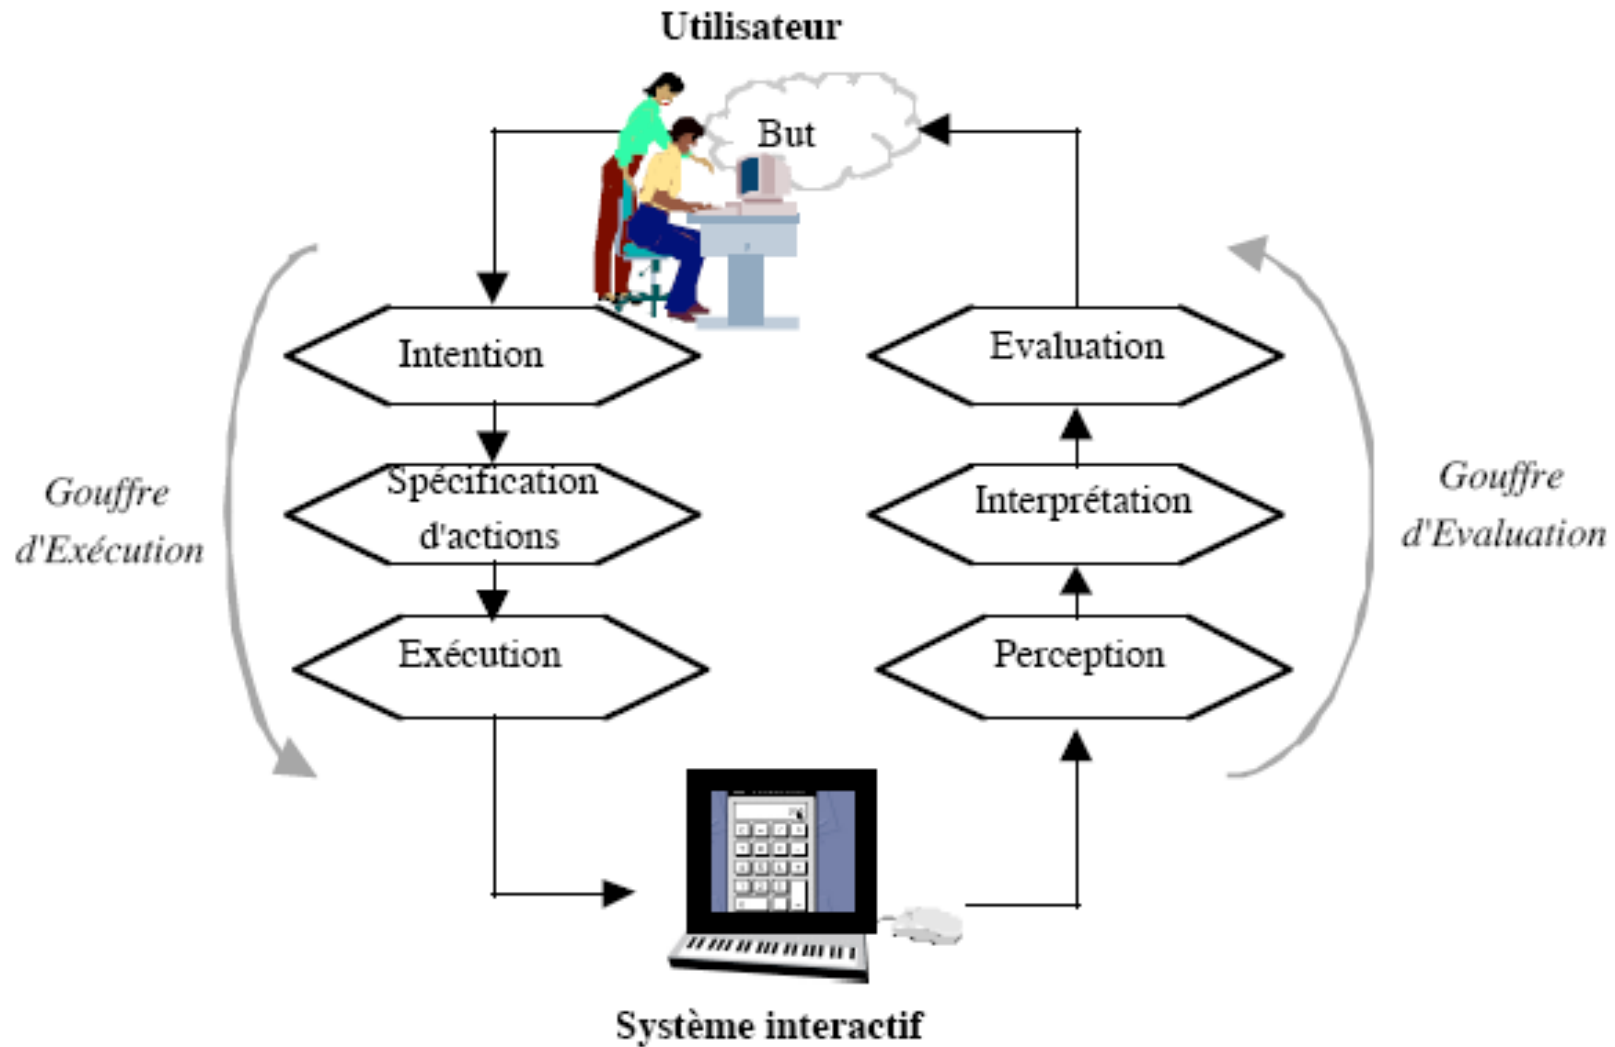 Utilisateur
But
Intention
Evaluation
Spécification
d'actions
Interprétation
Gouffre
d'Exécution
Gouffre
d'Evaluation
Exécution
Perception
Système interactif